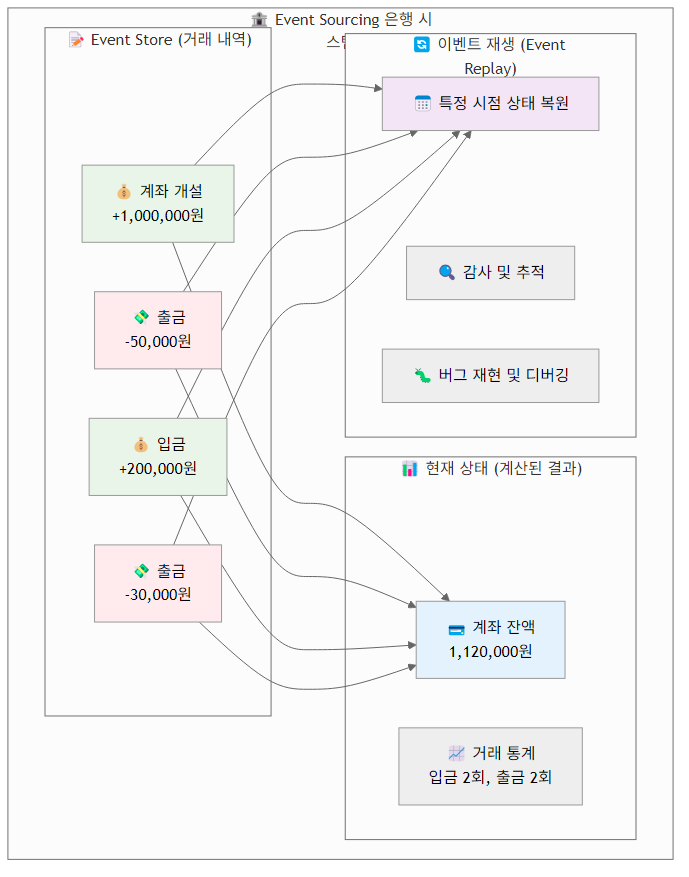 🏦 Event Sourcing 은행 시
스템
📝 Event Store (거래 내역)
💰 계좌 개설
+1,000,000원
💸 출금
-50,000원
💰 입금
+200,000원
💸 출금
-30,000원
🔄 이벤트 재생 (Event
Replay)
📅 특정 시점 상태 복원
🔍 감사 및 추적
🐛 버그 재현 및 디버깅
📊 현재 상태 (계산된 결과)
💳 계좌 잔액
1,120,000원
📈 거래 통계
입금 2회, 출금 2회